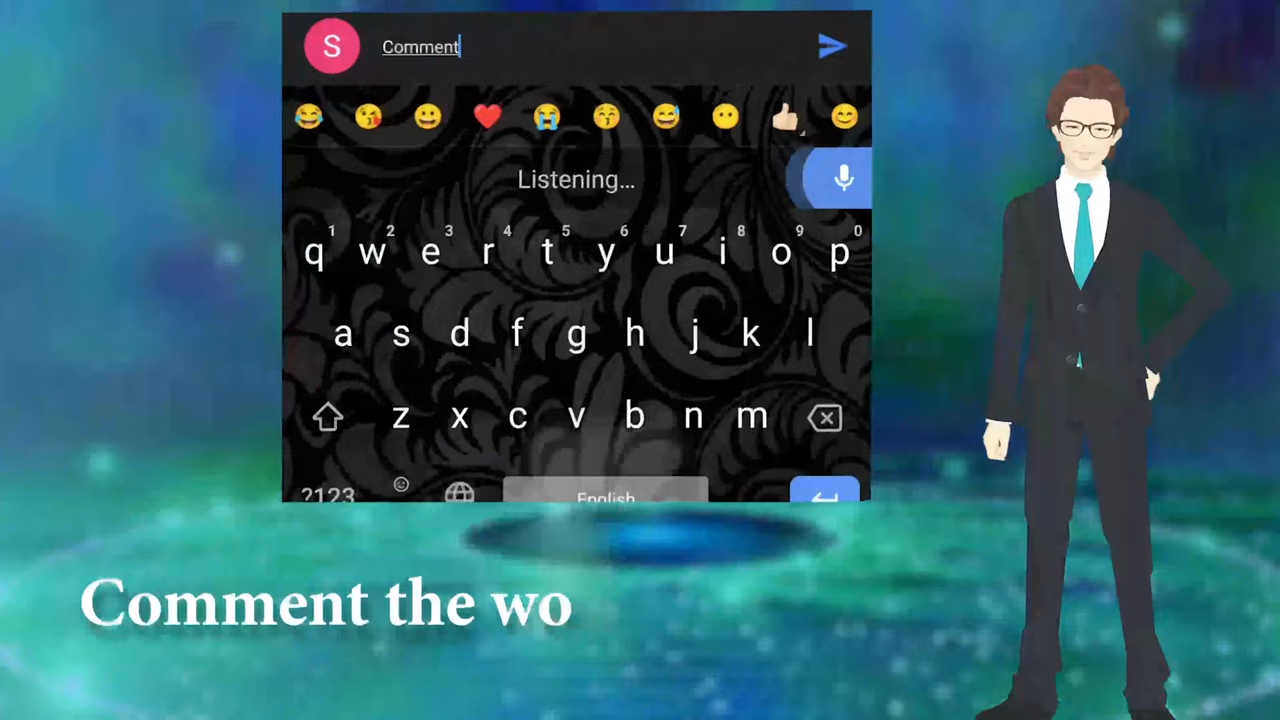 S Comment
Listening...
1 2 3 4 5 6 7 8 9 0
q w e r t y u i o p
a s d f g h j k l
z x c v b n m
?123 English
Comment the wo